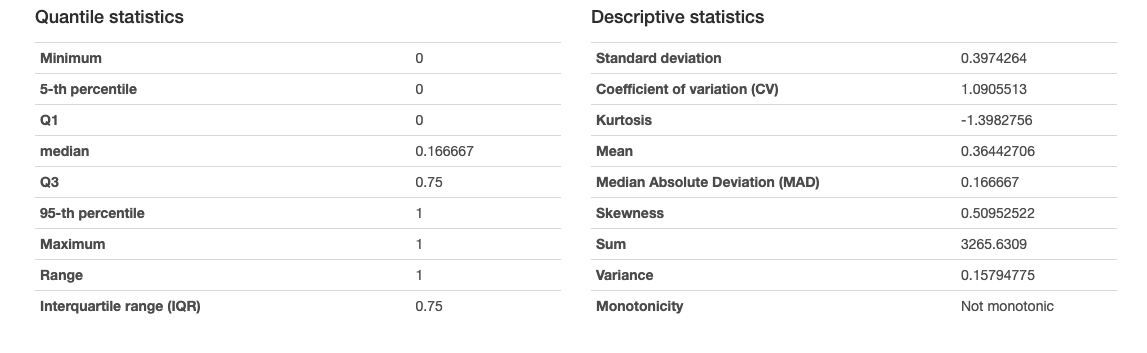 Quantile statistics
Minimum 0
5-th percentile 0
Q1 0
median 0.166667
Q3 0.75
95-th percentile 1
Maximum 1
Range 1
Interquartile range (IQR) 0.75
Descriptive statistics
Standard deviation 0.3974264
Coefficient of variation (CV) 1.0905513
Kurtosis -1.3982756
Mean 0.36442706
Median Absolute Deviation (MAD) 0.166667
Skewness 0.50952522
Sum 3265.6309
Variance 0.15794775
Monotonicity Not monotonic